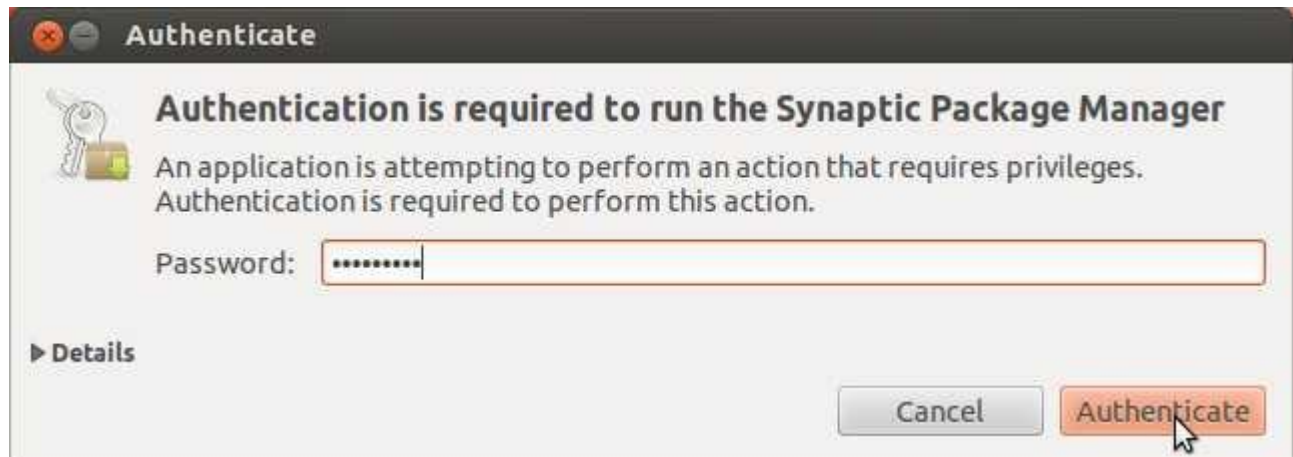 Authenticate
Authentication is required to run the Synaptic Package Manager
An application is attempting to perform an action that requires privileges.
Authentication is required to perform this action.
Password: •••••••••
Details
Cancel Authenticate